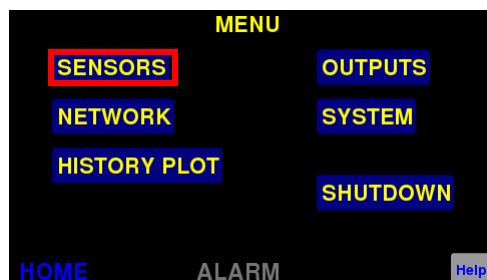 MENU
SENSORS
OUTPUTS
NETWORK
SYSTEM
HISTORY PLOT
SHUTDOWN
HOME
ALARM
Help